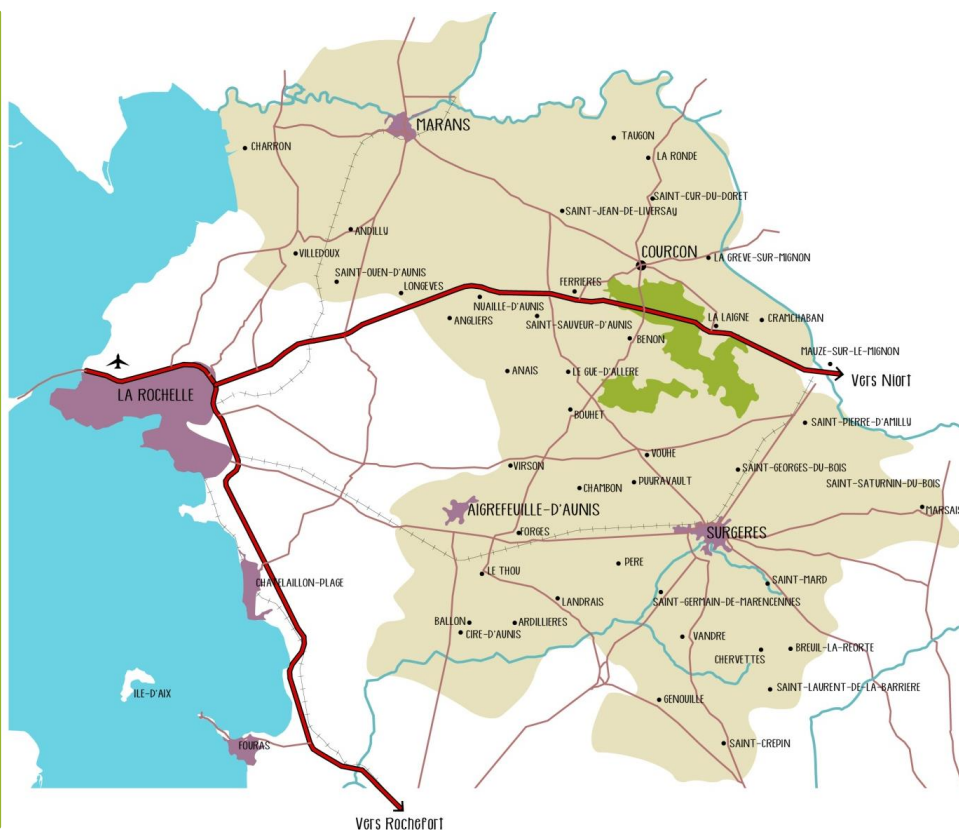 MARANS
TAUGON
CHARRON
LA RONDE
SAINT-CYR-DU-DORET
SAINT-JEAN-DE-LIVERSAY
ANDILLY
VILLEDOUX
COURCON
LA GREVE-SUR-MIGNON
SAINT-OUEN-D'AUNIS
LONGEVES
FERRIERES
NUAILLE-D'AUNIS
ANGLIERS
SAINT-SAUVEUR-D'AUNIS
LA LAIGNE
CRAMCHABAN
BENON
MAUZE-SUR-LE-MIGNON
Vers Niort
ANAIS
LE GUE-D'ALLERE
LA ROCHELLE
BOUHET
SAINT-PIERRE-D'AMILLY
VOUHE
VIRSON
SAINT-GEORGES-DU-BOIS
CHAMBON
PUYRAVAULT
SAINT-SATURNIN-DU-BOIS
AIGREFEUILLE-D'AUNIS
MARSAIS
FORGES
SURGERES
PERE
LE THOU
CHATELAILLON-PLAGE
SAINT-MARD
LANDRAIS
SAINT-GERMAIN-DE-MARENCENNES
BALLON
ARDILLIERES
CIRE-D'AUNIS
VANDRE
CHERVETTES
BREUIL-LA-REORTE
ILE-D'AIX
SAINT-LAURENT-DE-LA-BARRIERE
GENOUILLE
FOURAS
SAINT-CREPIN
Vers Rochefort